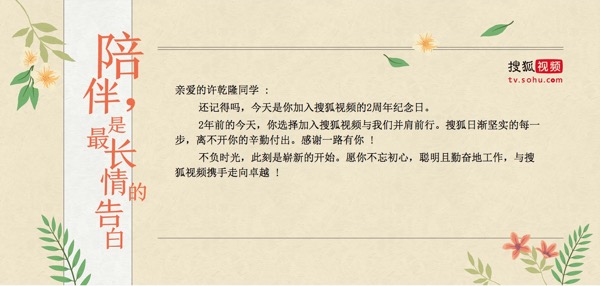 陪伴,
是
最长情的
告白
搜狐视频
tv.sohu.com
亲爱的许乾隆同学 :
还记得吗,今天是你加入搜狐视频的2周年纪念日。
2年前的今天,你选择加入搜狐视频与我们并肩前行。搜狐日渐坚实的每一
步,离不开你的辛勤付出。感谢一路有你 !
不负时光,此刻是崭新的开始。愿你不忘初心,聪明且勤奋地工作,与搜
狐视频携手走向卓越 !